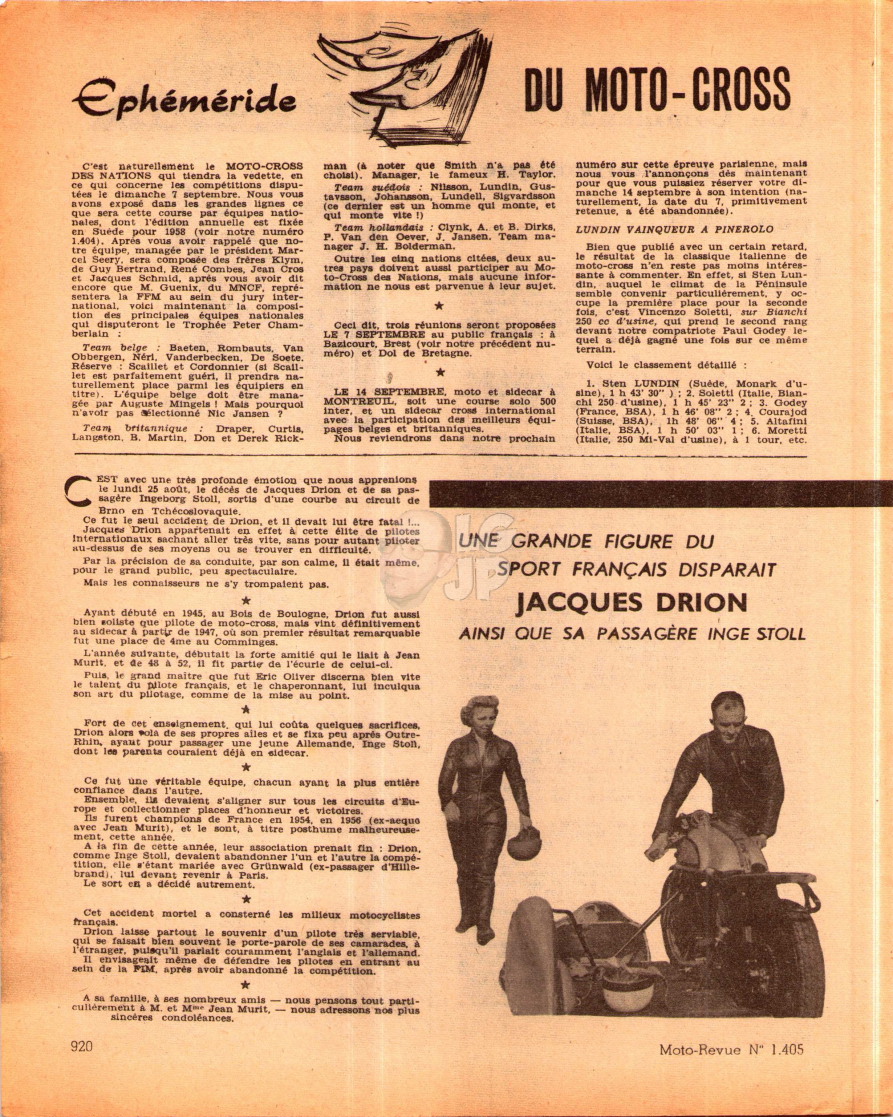 Ephéméride DU MOTO-CROSS
C'est naturellement le MOTO-CROSS
DES NATIONS qui tiendra la vedette, en
ce qui concerne les compétitions dispu-
tées le dimanche 7 septembre. Nous vous
avons exposé dans les grandes lignes ce
que sera cette course par équipes natio-
nales, dont l'édition annuelle est fixée
en Suède pour 1958 (voir notre numéro
1.404). Après vous avoir rappelé que no-
tre équipe, managée par le président Mar-
cel Seery, sera composée des frères Klym,
de Guy Bertrand, René Combes, Jean Cros
et Jacques Schmid, après vous avoir dit
encore que M. Guenix, du MNCF, repré-
sentera la FFM au sein du jury inter-
national, voici maintenant la composi-
tion des principales équipes nationales
qui disputeront le Trophée Peter Cham-
berlain :
Team belge : Baeten, Rombauts, Van
Obbergen, Néri, Vanderbecken, De Soete.
Réserve : Scaillet et Cordonnier (si Scail-
let est parfaitement guéri, il prendra na-
turellement place parmi les équipiers en
titre). L'équipe belge doit être mana-
gée par Auguste Mingels ! Mais pourquoi
n'avoir pas sélectionné Nic Jansen ?
Team britannique : Draper, Curtis,
Langston, B. Martin, Don et Derek Rick-
man (à noter que Smith n'a pas été
choisi). Manager, le fameux H. Taylor.
Team suédois : Nilsson, Lundin, Gus-
tavsson, Johansson, Lundell, Sigvardsson
(ce dernier est un homme qui monte, et
qui monte vite !)
Team hollandais : Clynk, A. et B. Dirks,
P. Van den Oever, J. Jansen. Team ma-
nager J. H. Bolderman.
Outre les cinq nations citées, deux au-
tres pays doivent aussi participer au Mo-
to-Cross des Nations, mais aucune infor-
mation ne nous est parvenue à leur sujet.
★
Ceci dit, trois réunions seront proposées
LE 7 SEPTEMBRE au public français : à
Bazicourt, Brest (voir notre précédent nu-
méro) et Dol de Bretagne.
★
LE 14 SEPTEMBRE, moto et sidecar à
MONTREUIL, soit une course solo 500
inter, et un sidecar cross international
avec la participation des meilleurs équi-
pages belges et britanniques.
Nous reviendrons dans notre prochain
numéro sur cette épreuve parisienne, mais
nous vous l'annonçons dès maintenant
pour que vous puissiez réserver votre di-
manche 14 septembre à son intention (na-
turellement, la date du 7, primitivement
retenue, a été abandonnée).
LUNDIN VAINQUEUR A PINEROLO
Bien que publié avec un certain retard,
le résultat de la classique italienne de
moto-cross n'en reste pas moins intéres-
sante à commenter. En effet, si Sten Lun-
din, auquel le climat de la Péninsule
semble convenir particulièrement, y oc-
cupe la première place pour la seconde
fois, c'est Vincenzo Soletti, sur Bianchi
250 cc d'usine, qui prend le second rang
devant notre compatriote Paul Godey le-
quel a déjà gagné une fois sur ce même
terrain.
Voici le classement détaillé :
1. Sten LUNDIN (Suède, Monark d'u-
sine), 1 h 43' 30'' ) ; 2. Soletti (Italie, Bian-
chi 250 d'usine), 1 h 45' 23'' 2 ; 3. Godey
(France, BSA), 1 h 46' 08'' 2 ; 4. Courajod
(Suisse, BSA), 1h 48' 06'' 4 ; 5. Altafini
(Italie, BSA), 1 h 50' 03'' 1 ; 6. Moretti
(Italie, 250 Mi-Val d'usine), à 1 tour, etc.
C'EST avec une très profonde émotion que nous apprenions
le lundi 25 août, le décès de Jacques Drion et de sa pas-
sagère Ingeborg Stoll, sortis d'une courbe au circuit de
Brno en Tchécoslovaquie.
Ce fut le seul accident de Drion, et il devait lui être fatal !...
Jacques Drion appartenait en effet à cette élite de pilotes
internationaux sachant aller très vite, sans pour autant piloter
au-dessus de ses moyens ou se trouver en difficulté.
Par la précision de sa conduite, par son calme, il était même,
pour le grand public, peu spectaculaire.
Mais les connaisseurs ne s'y trompaient pas.
★
Ayant débuté en 1945, au Bois de Boulogne, Drion fut aussi
bien soliste que pilote de moto-cross, mais vint définitivement
au sidecar à partir de 1947, où son premier résultat remarquable
fut une place de 4me au Comminges.
L'année suivante, débutait la forte amitié qui le liait à Jean
Murit, et de 48 à 52, il fit partie de l'écurie de celui-ci.
Puis, le grand maître que fut Eric Oliver discerna bien vite
le talent du pilote français, et le chaperonnant, lui inculqua
son art du pilotage, comme de la mise au point.
★
Fort de cet enseignement, qui lui coûta quelques sacrifices,
Drion alors vola de ses propres ailes et se fixa peu après Outre-
Rhin, ayant pour passager une jeune Allemande, Inge Stoll,
dont les parents couraient déjà en sidecar.
★
Ce fut une véritable équipe, chacun ayant la plus entière
confiance dans l'autre.
Ensemble, ils devaient s'aligner sur tous les circuits d'Eu-
rope et collectionner places d'honneur et victoires.
Ils furent champions de France en 1954, en 1956 (ex-aequo
avec Jean Murit), et le sont, à titre posthume malheureuse-
ment, cette année.
A la fin de cette année, leur association prenait fin : Drion,
comme Inge Stoll, devaient abandonner l'un et l'autre la compé-
tition, elle s'étant mariée avec Grünwald (ex-passager d'Hille-
brand), lui devant revenir à Paris.
Le sort en a décidé autrement.
★
Cet accident mortel a consterné les milieux motocyclistes
français.
Drion laisse partout le souvenir d'un pilote très serviable,
qui se faisait bien souvent le porte-parole de ses camarades, à
l'étranger, puisqu'il parlait couramment l'anglais et l'allemand.
Il envisageait même de défendre les pilotes en entrant au
sein de la FIM, après avoir abandonné la compétition.
★
A sa famille, à ses nombreux amis — nous pensons tout parti-
culièrement à M. et Mme Jean Murit, — nous adressons nos plus
sincères condoléances.
UNE GRANDE FIGURE DU
SPORT FRANÇAIS DISPARAIT
JACQUES DRION
AINSI QUE SA PASSAGÈRE INGE STOLL
JC
JP
920
Moto-Revue N° 1.405